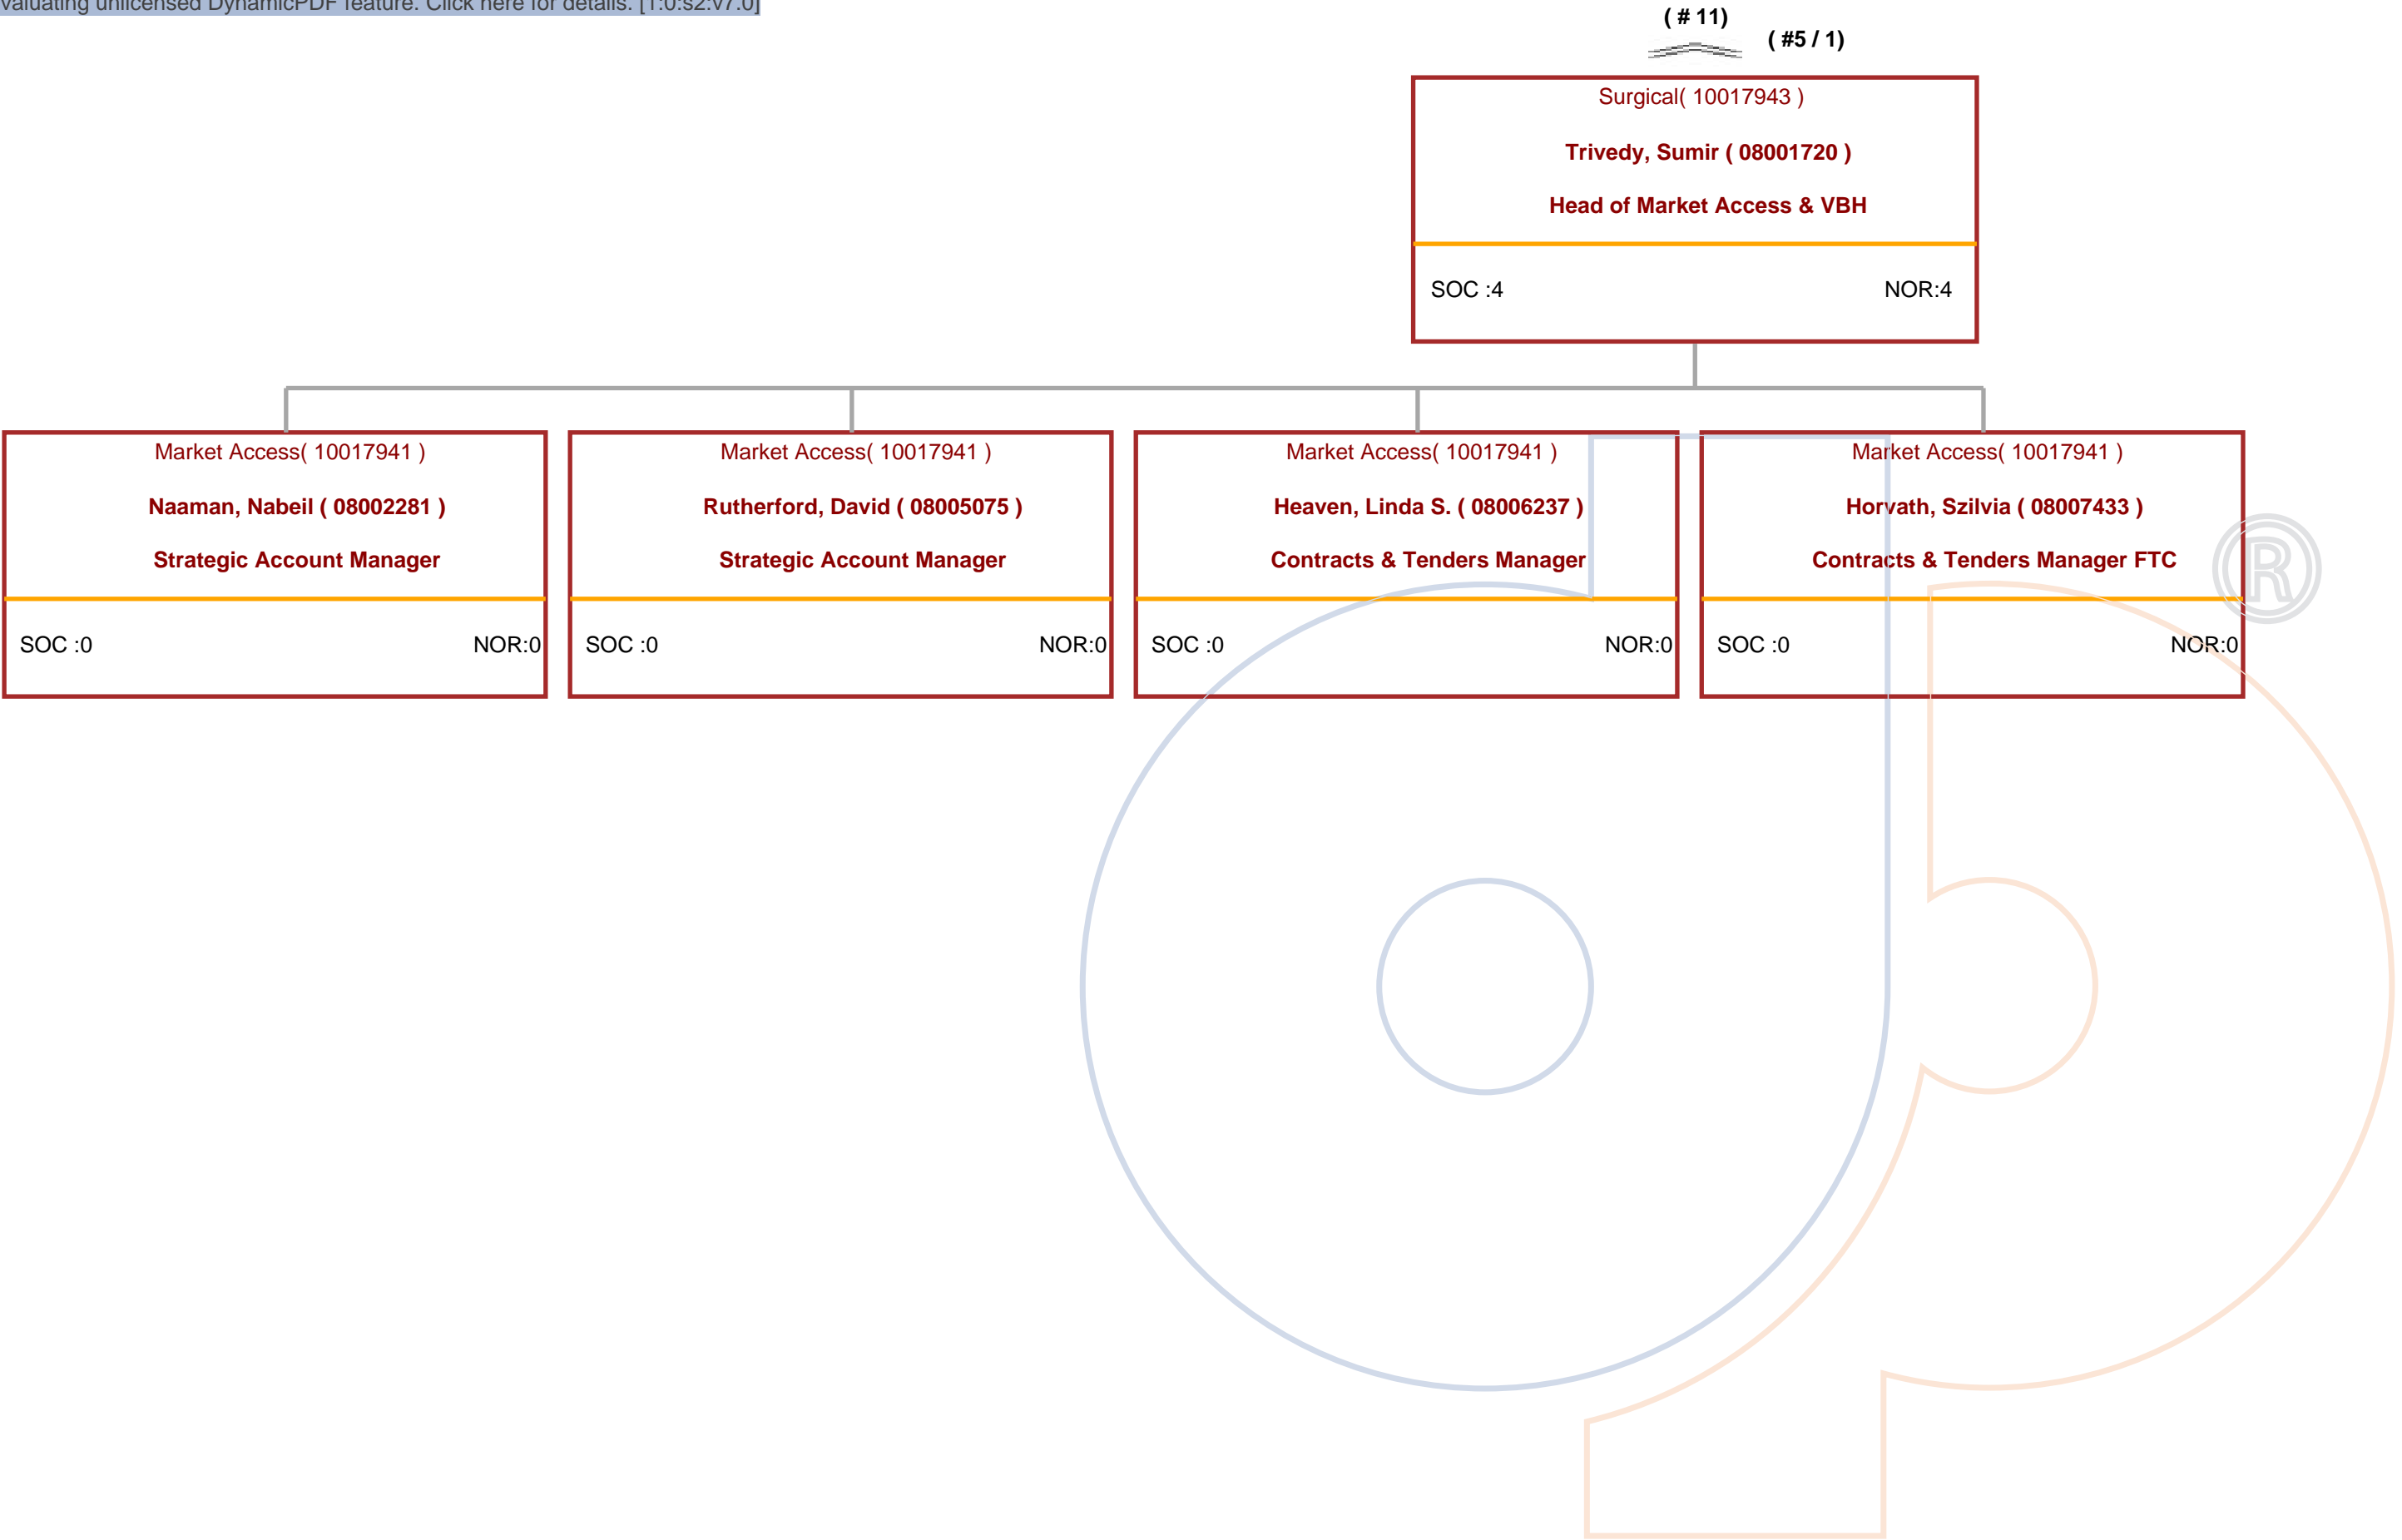 valuating unlicensed DynamicPDF feature. Click here for details. [1:0:s2:v7.0]
( # 11)
( #5 / 1)
Surgical( 10017943 )
Trivedy, Sumir ( 08001720 )
Head of Market Access & VBH
SOC :4 NOR:4
Market Access( 10017941 )
Naaman, Nabeil ( 08002281 )
Strategic Account Manager
SOC :0 NOR:0
Market Access( 10017941 )
Rutherford, David ( 08005075 )
Strategic Account Manager
SOC :0 NOR:0
Market Access( 10017941 )
Heaven, Linda S. ( 08006237 )
Contracts & Tenders Manager
SOC :0 NOR:0
Market Access( 10017941 )
Horvath, Szilvia ( 08007433 )
Contracts & Tenders Manager FTC
SOC :0 NOR:0
®